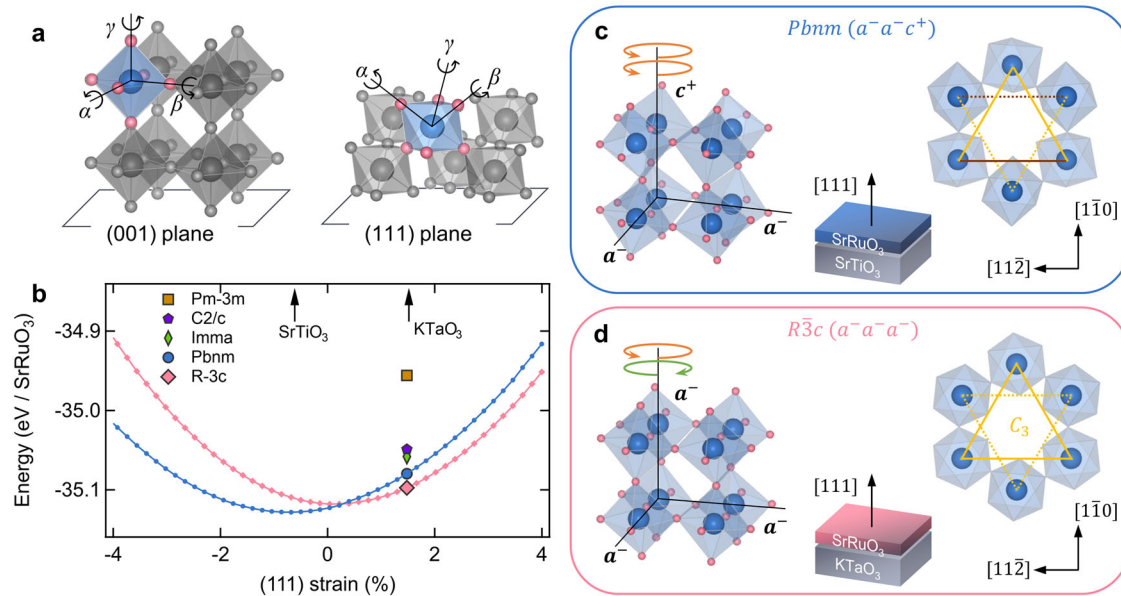 a
γ
α
β
(001) plane
γ
α
β
(111) plane
b
Energy (eV / SrRuO₃)
-34.9
-35.0
-35.1
Pm-3m
C2/c
Imma
Pbnm
R-3c
SrTiO₃
KTaO₃
-4
-2
0
2
4
(111) strain (%)
c
Pbnm (a⁻a⁻c⁺)
c⁺
a⁻
a⁻
[111]
SrRuO₃
SrTiO₃
[11̅0]
[112̅]
d
R3̅c (a⁻a⁻a⁻)
a⁻
a⁻
a⁻
C₃
[111]
SrRuO₃
KTaO₃
[11̅0]
[112̅]